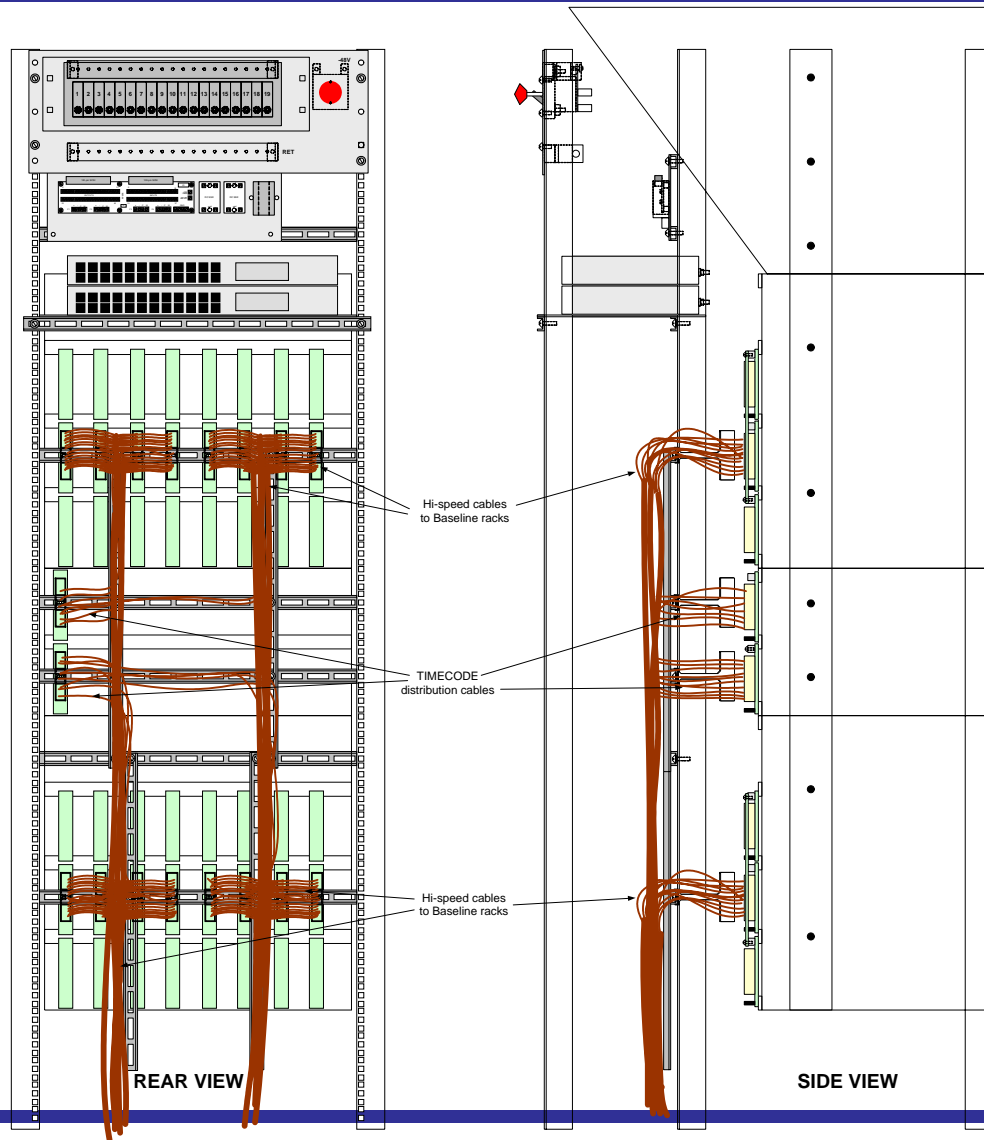 -48V
1 2 3 4 5 6 7 8 9 10 11 12 13 14 15 16 17 18 19
RET
Hi-speed cables
to Baseline racks
TIMECODE
distribution cables
Hi-speed cables
to Baseline racks
REAR VIEW
SIDE VIEW